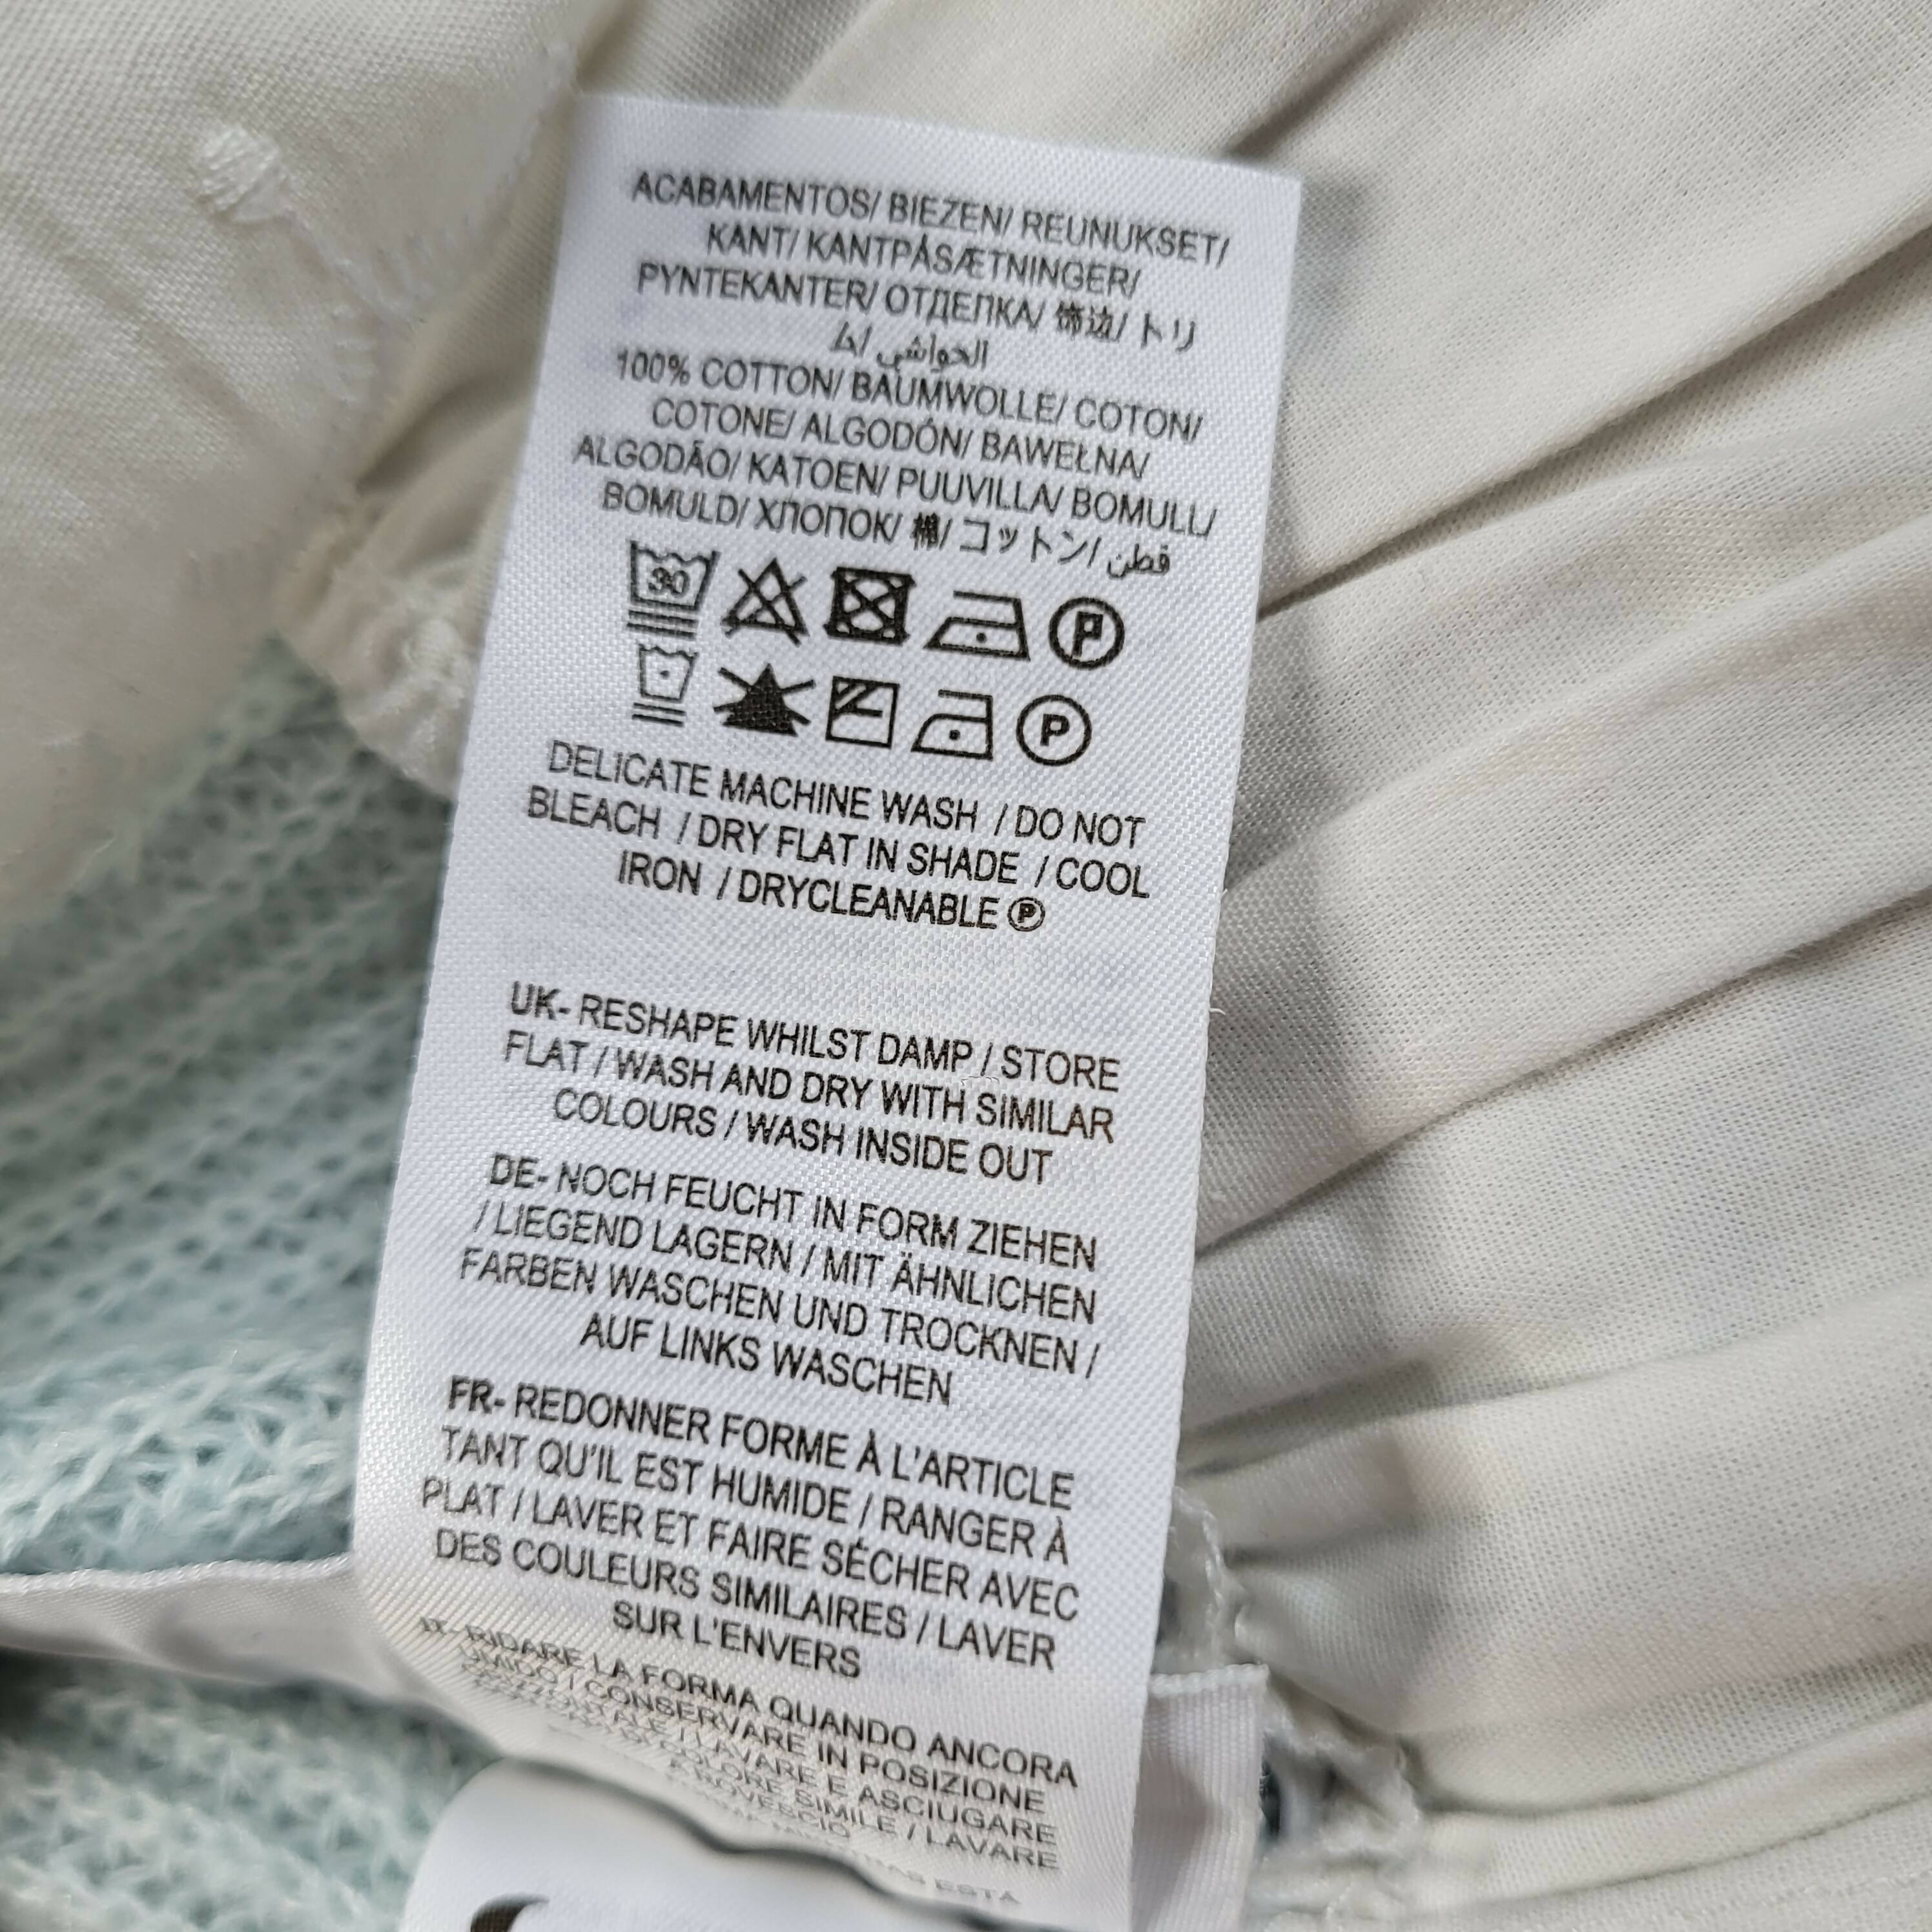 ACABAMENTOS/ BIEZEN/ REUNUKSET/
KANT/ KANTPÅSÆTNINGER/
PYNTEKANTER/ ОТДЕЛКА/ 饰边/ トリ
ム/ الحواشي
100% COTTON/ BAUMWOLLE/ COTON/
COTONE/ ALGODÓN/ BAWEŁNA/
ALGODÃO/ KATOEN/ PUUVILLA/ BOMULL/
BOMULD/ ХЛОПОК/ 棉/ コットン/ قطن
30
P
P
DELICATE MACHINE WASH / DO NOT
BLEACH / DRY FLAT IN SHADE / COOL
IRON / DRYCLEANABLE Ⓟ
UK- RESHAPE WHILST DAMP / STORE
FLAT / WASH AND DRY WITH SIMILAR
COLOURS / WASH INSIDE OUT
DE- NOCH FEUCHT IN FORM ZIEHEN
/ LIEGEND LAGERN / MIT ÄHNLICHEN
FARBEN WASCHEN UND TROCKNEN /
AUF LINKS WASCHEN
FR- REDONNER FORME À L'ARTICLE
TANT QU'IL EST HUMIDE / RANGER À
PLAT / LAVER ET FAIRE SÉCHER AVEC
DES COULEURS SIMILAIRES / LAVER
SUR L'ENVERS
IT- RIDARE LA FORMA QUANDO ANCORA
UMIDO / CONSERVARE IN POSIZIONE
/ LAVARE E ASCIUGARE
COLORE SIMILE / LAVARE
ROVESCIO
ESTÁ